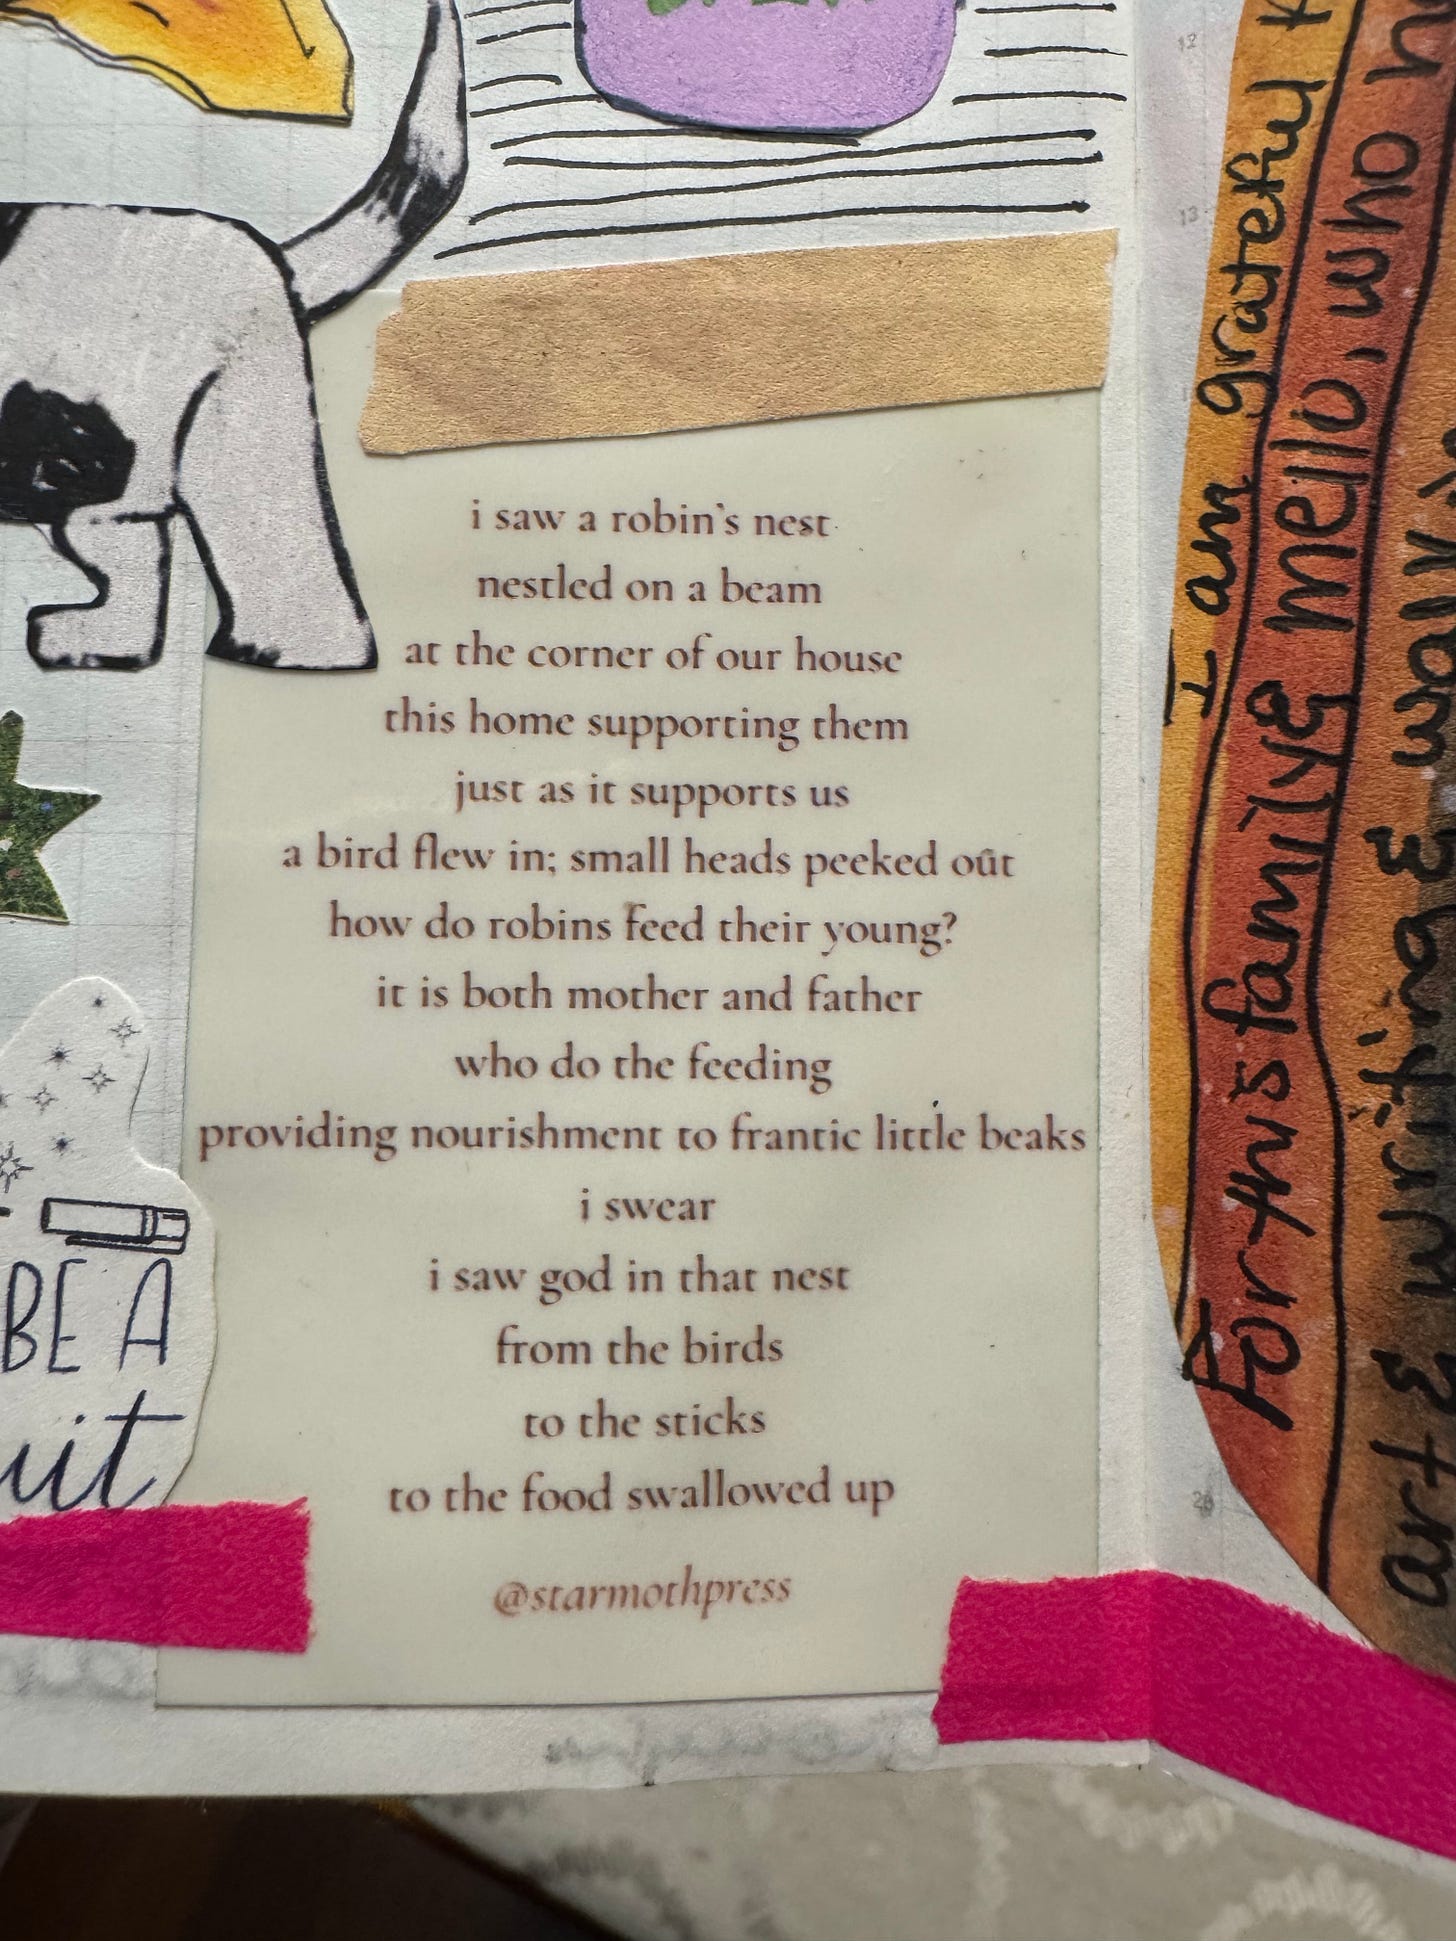 i saw a robin's nest
nestled on a beam
at the corner of our house
this home supporting them
just as it supports us
a bird flew in; small heads peeked out
how do robins feed their young?
it is both mother and father
who do the feeding
providing nourishment to frantic little beaks
i swear
i saw god in that nest
from the birds
to the sticks
to the food swallowed up
@starmothpress
BE A
12
13
I am grateful
For this family & mello, who
art & writing & walk